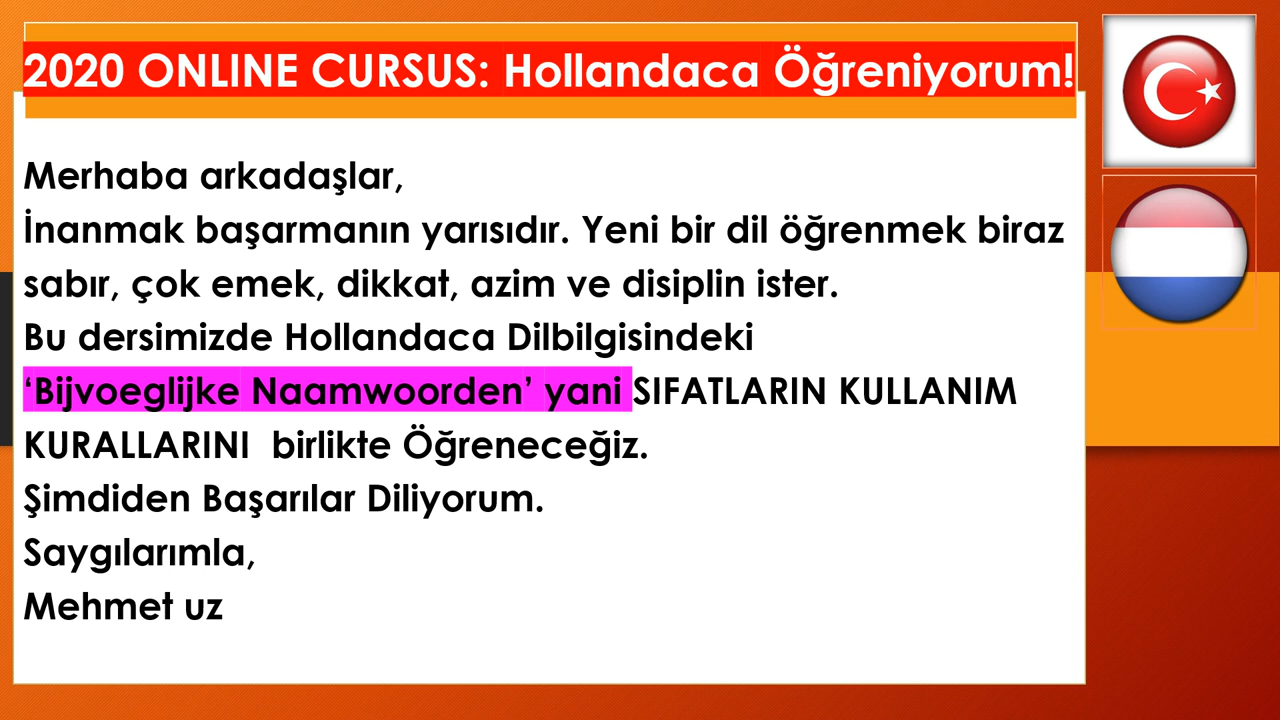 2020 ONLINE CURSUS: Hollandaca Öğreniyorum!
Merhaba arkadaşlar,
İnanmak başarmanın yarısıdır. Yeni bir dil öğrenmek biraz
sabır, çok emek, dikkat, azim ve disiplin ister.
Bu dersimizde Hollandaca Dilbilgisindeki
‘Bijvoeglijke Naamwoorden’ yani SIFATLARIN KULLANIM
KURALLARINI  birlikte Öğreneceğiz.
Şimdiden Başarılar Diliyorum.
Saygılarımla,
Mehmet uz